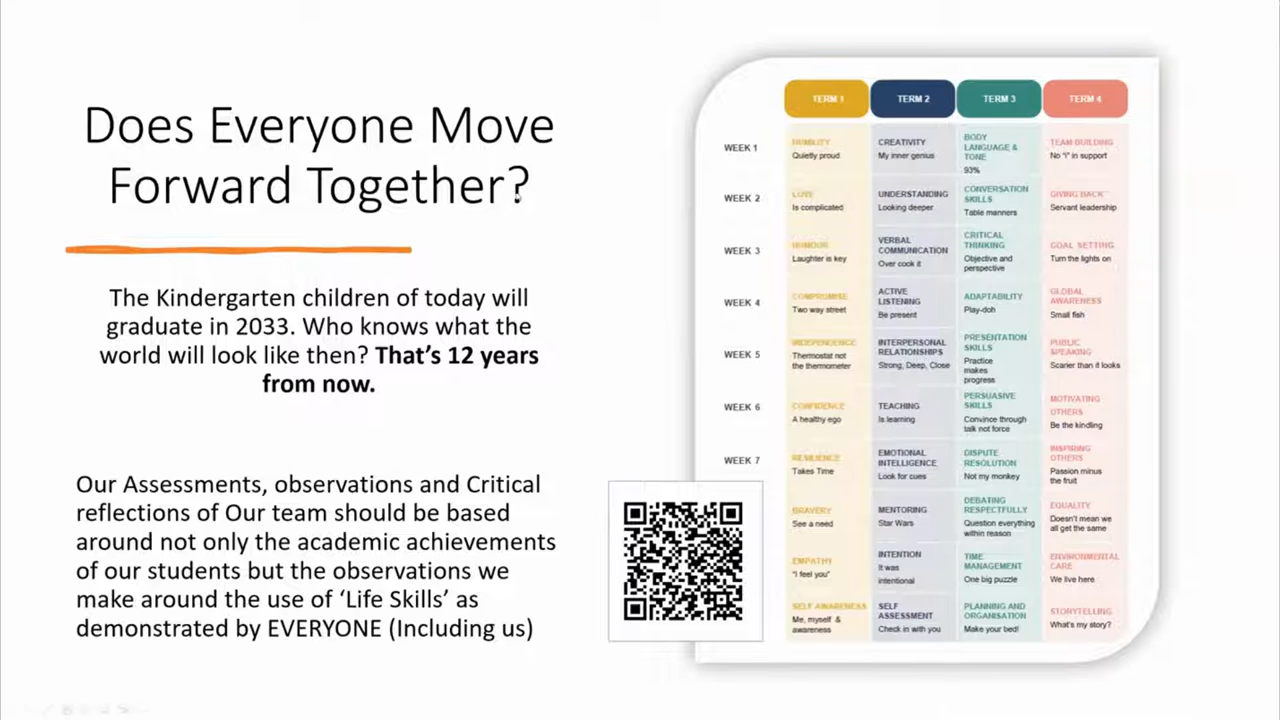 Does Everyone Move
Forward Together?
The Kindergarten children of today will
graduate in 2033. Who knows what the
world will look like then? That's 12 years
from now.
Our Assessments, observations and Critical
reflections of Our team should be based
around not only the academic achievements
of our students but the observations we
make around the use of 'Life Skills' as
demonstrated by EVERYONE (Including us)
TERM 1
TERM 2
TERM 3
TERM 4
WEEK 1
HUMILITY
Quietly proud
CREATIVITY
My inner genius
BODY
LANGUAGE &
TONE
93%
TEAM BUILDING
No "I" in support
WEEK 2
LOVE
Is complicated
UNDERSTANDING
Looking deeper
CONVERSATION
SKILLS
Table manners
GIVING BACK
Servant leadership
WEEK 3
HUMOUR
Laughter is key
VERBAL
COMMUNICATION
Over cook it
CRITICAL
THINKING
Objective and
perspective
GOAL SETTING
Turn the lights on
WEEK 4
COMPROMISE
Two way street
ACTIVE
LISTENING
Be present
ADAPTABILITY
Play-doh
GLOBAL
AWARENESS
Small fish
WEEK 5
INDEPENDENCE
Thermostat not
the thermometer
INTERPERSONAL
RELATIONSHIPS
Strong, Deep, Close
PRESENTATION
SKILLS
Practice
makes
progress
PUBLIC
SPEAKING
Scarier than it looks
WEEK 6
CONFIDENCE
A healthy ego
TEACHING
Is learning
PERSUASIVE
SKILLS
Convince through
talk not force
MOTIVATING
OTHERS
Be the kindling
WEEK 7
RESILIENCE
Takes Time
EMOTIONAL
INTELLIGENCE
Look for cues
DISPUTE
RESOLUTION
Not my monkey
INSPIRING
OTHERS
Passion minus
the fruit
BRAVERY
See a need
MENTORING
Star Wars
DEBATING
RESPECTFULLY
Question everything
within reason
EQUALITY
Doesn't mean we
all get the same
EMPATHY
"I feel you"
INTENTION
It was
intentional
TIME
MANAGEMENT
One big puzzle
ENVIRONMENTAL
CARE
We live here
SELF AWARENESS
Me, myself &
awareness
SELF
ASSESSMENT
Check in with you
PLANNING AND
ORGANISATION
Make your bed!
STORYTELLING
What's my story?